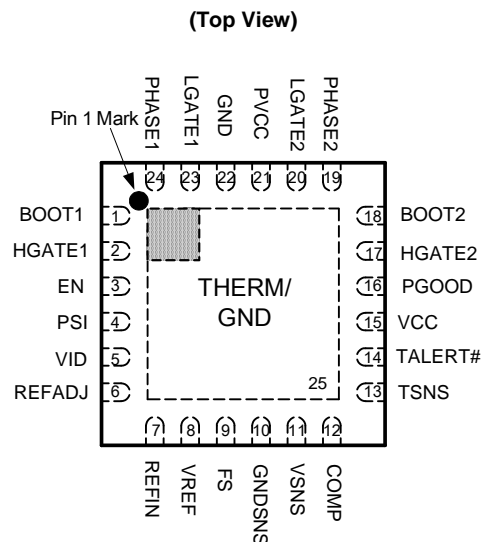 (Top View)
PHASE1
LGATE1
GND
PVCC
LGATE2
PHASE2
Pin 1 Mark
24
23
22
21
20
19
BOOT1
1
18
BOOT2
HGATE1
2
17
HGATE2
EN
3
16
PGOOD
PSI
4
THERM/
GND
15
VCC
VID
5
14
TALERT#
REFADJ
6
25
13
TSNS
7
8
9
10
11
12
REFIN
VREF
FS
GNDSNS
VSNS
COMP